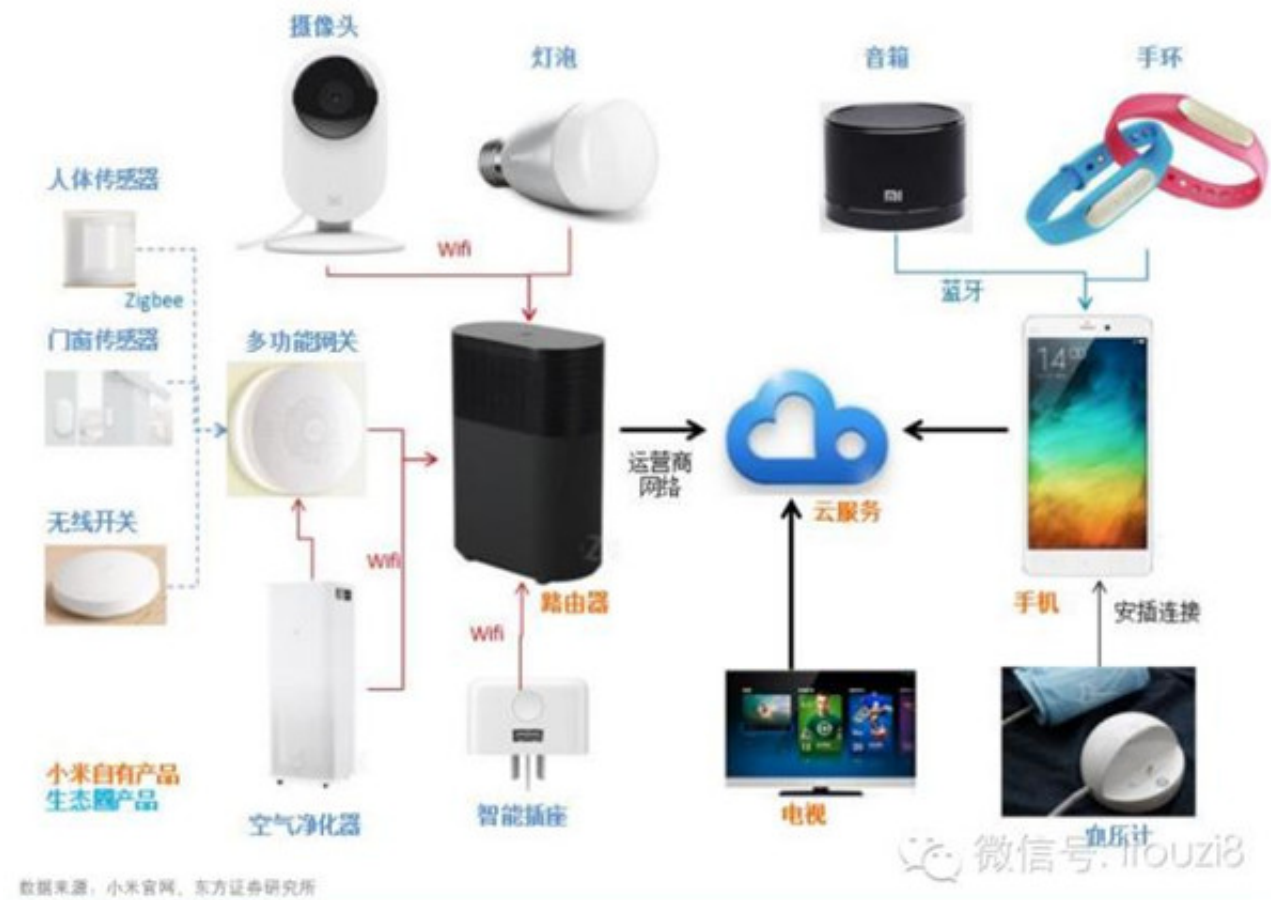 摄像头
灯泡
音箱
手环
人体传感器
Wifi
Zigbee
蓝牙
门窗传感器
多功能网关
14:00
运营商
网络
无线开关
云服务
Wifi
路由器
手机
安插连接
Wifi
小米自有产品
生态圈产品
空气净化器
智能插座
电视
血压计
微信号: ifouzi8
数据来源：小米官网、东方证券研究所